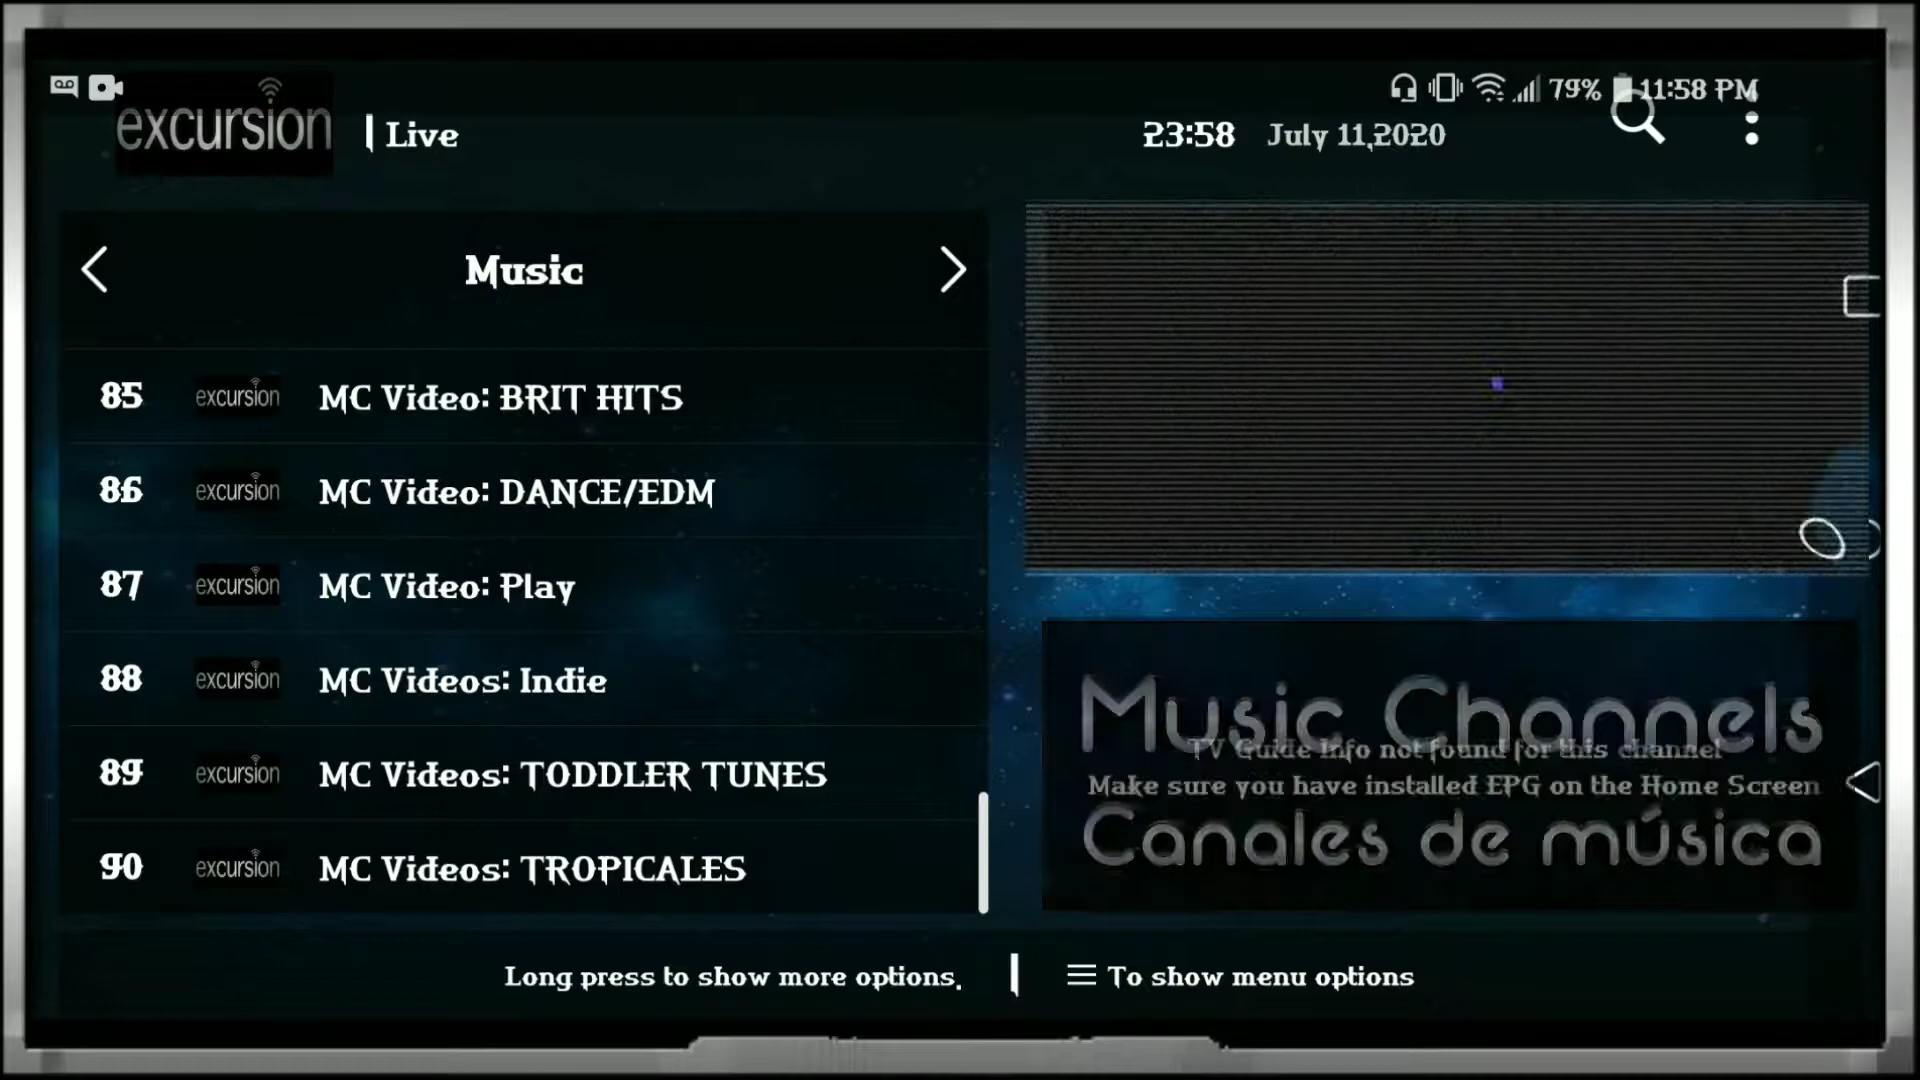 79% 11:58 PM
excursion | Live
23:58 July 11,2020
Music
85 excursion MC Video: BRIT HITS
86 excursion MC Video: DANCE/EDM
87 excursion MC Video: Play
88 excursion MC Videos: Indie
89 excursion MC Videos: TODDLER TUNES
90 excursion MC Videos: TROPICALES
Music Channels
TV Guide Info not found for this channel
Make sure you have installed EPG on the Home Screen
Canales de música
Long press to show more options.
To show menu options